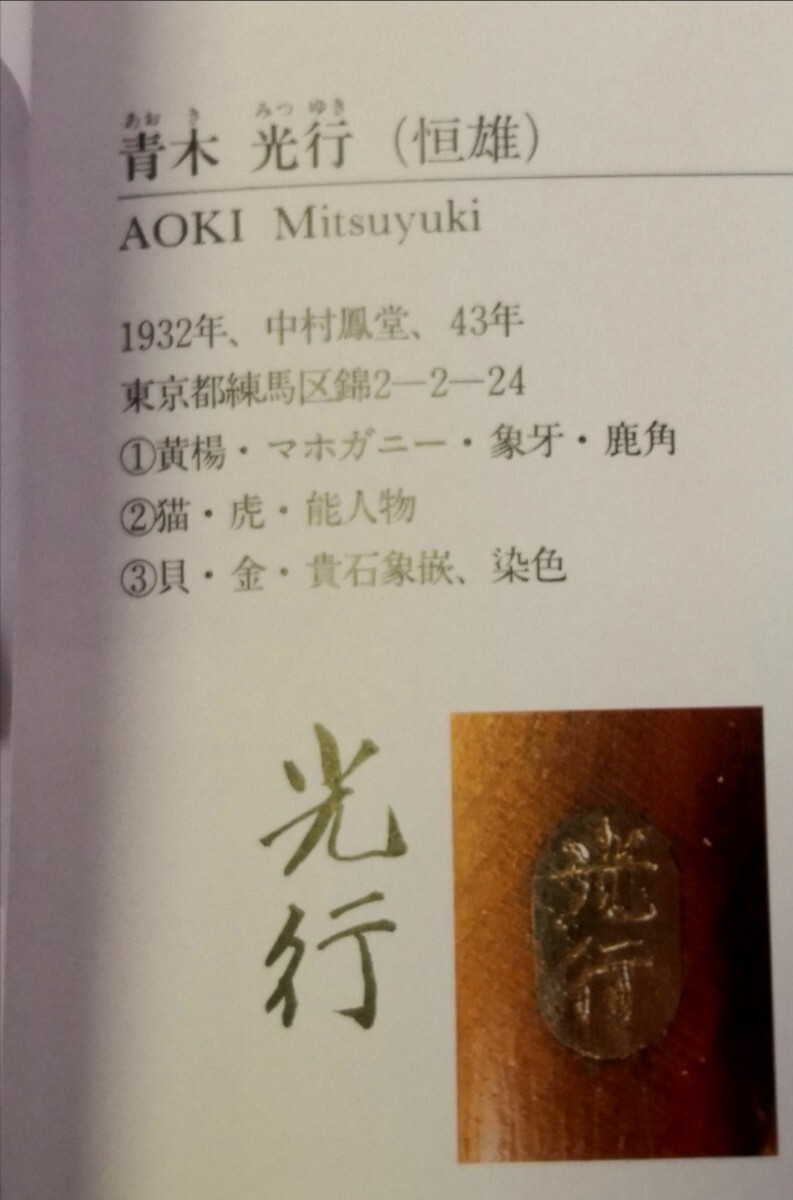 あおき みつゆき
青木 光行（恒雄）
AOKI Mitsuyuki
1932年、中村鳳堂、43年
東京都練馬区錦2―2―24
①黄楊・マホガニー・象牙・鹿角
②猫・虎・能人物
③貝・金・貴石象嵌、染色
光行
光行